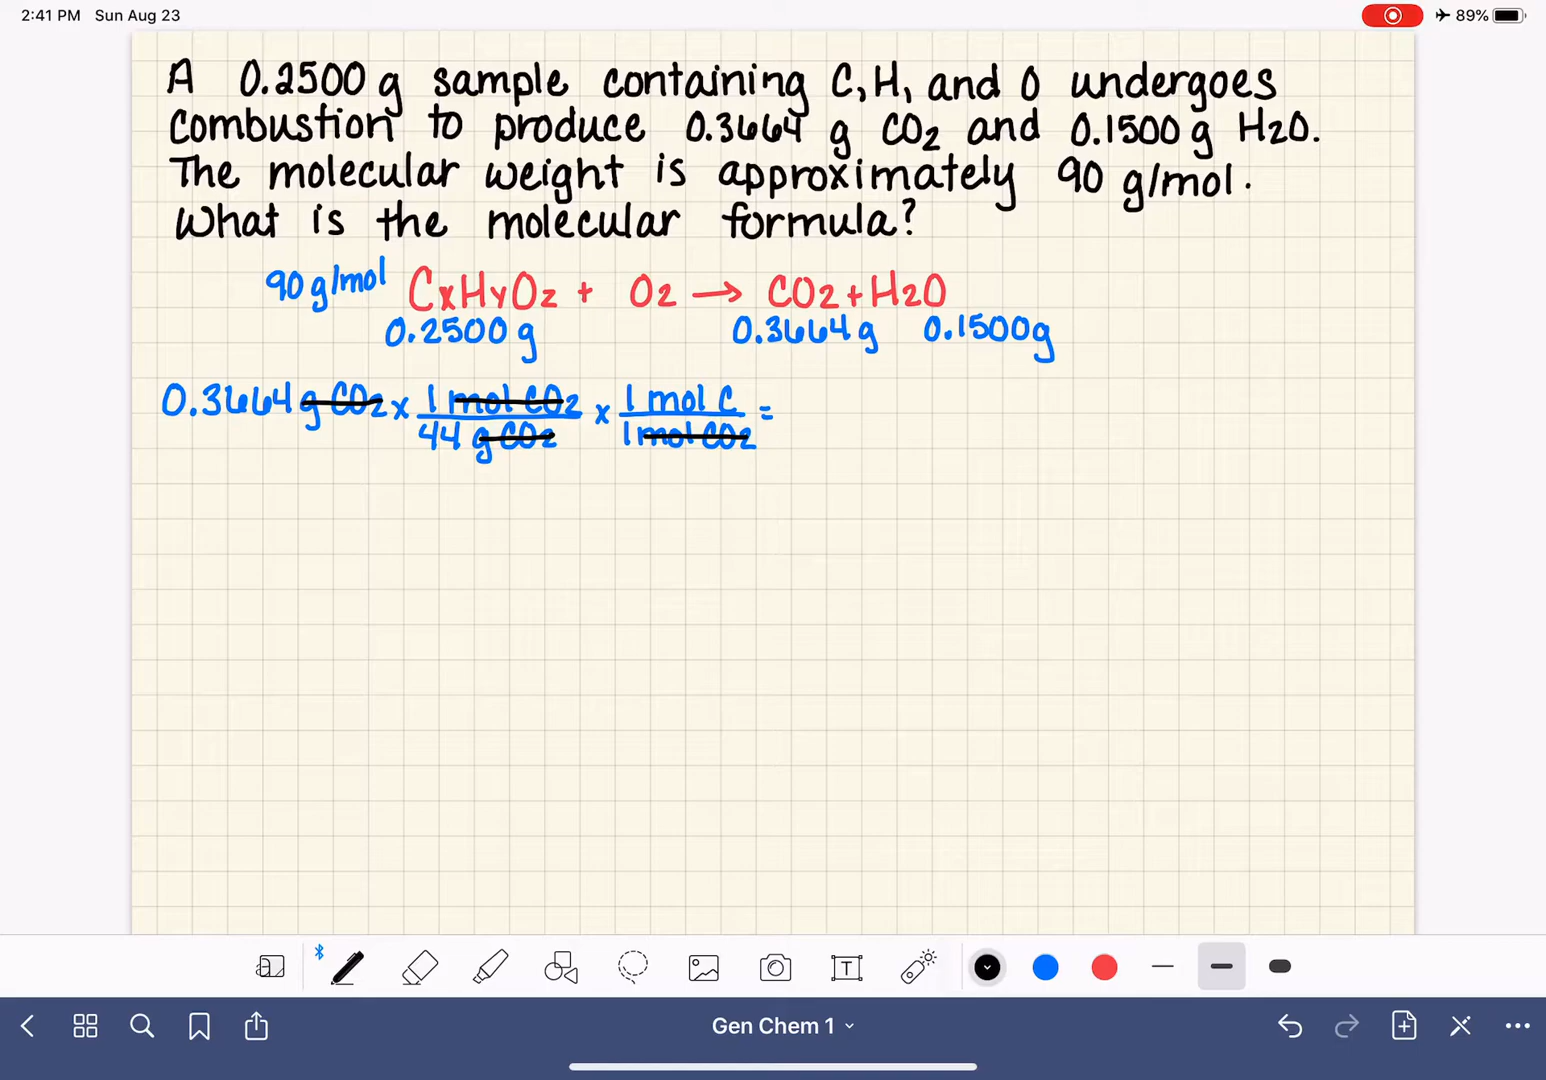 2:41 PM Sun Aug 23
89%
A 0.2500 g sample containing C, H, and O undergoes
combustion to produce 0.3664 g CO2 and 0.1500 g H2O.
The molecular weight is approximately 90 g/mol.
What is the molecular formula?
90 g/mol CxHyOz + O2 → CO2 + H2O
0.2500 g 0.3664 g 0.1500 g
0.3664 g CO2 x 1 mol CO2 / 44 g CO2 x 1 mol C / 1 mol CO2 =
T
Gen Chem 1